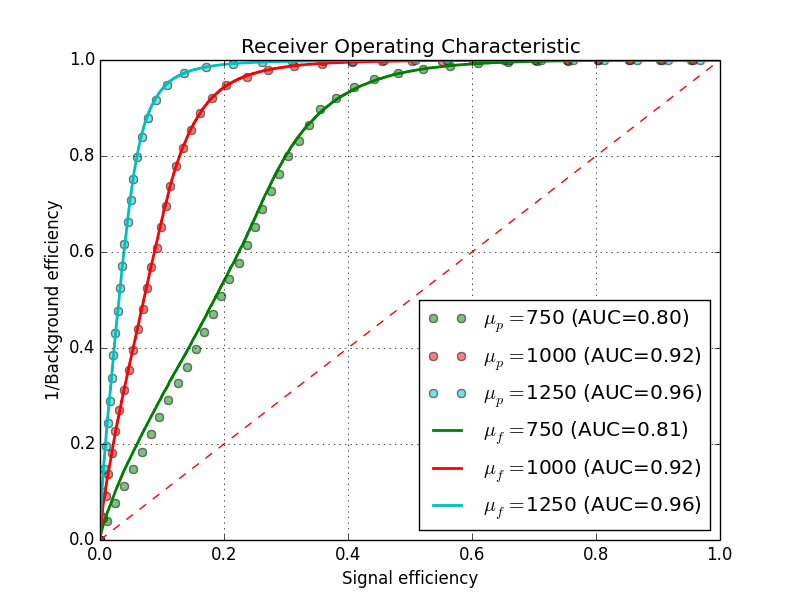 Receiver Operating Characteristic
1.0
0.8
0.6
0.4
0.2
0.0
1/Background efficiency
μp =750 (AUC=0.80)
μp =1000 (AUC=0.92)
μp =1250 (AUC=0.96)
μf =750 (AUC=0.81)
μf =1000 (AUC=0.92)
μf =1250 (AUC=0.96)
0.0 0.2 0.4 0.6 0.8 1.0
Signal efficiency